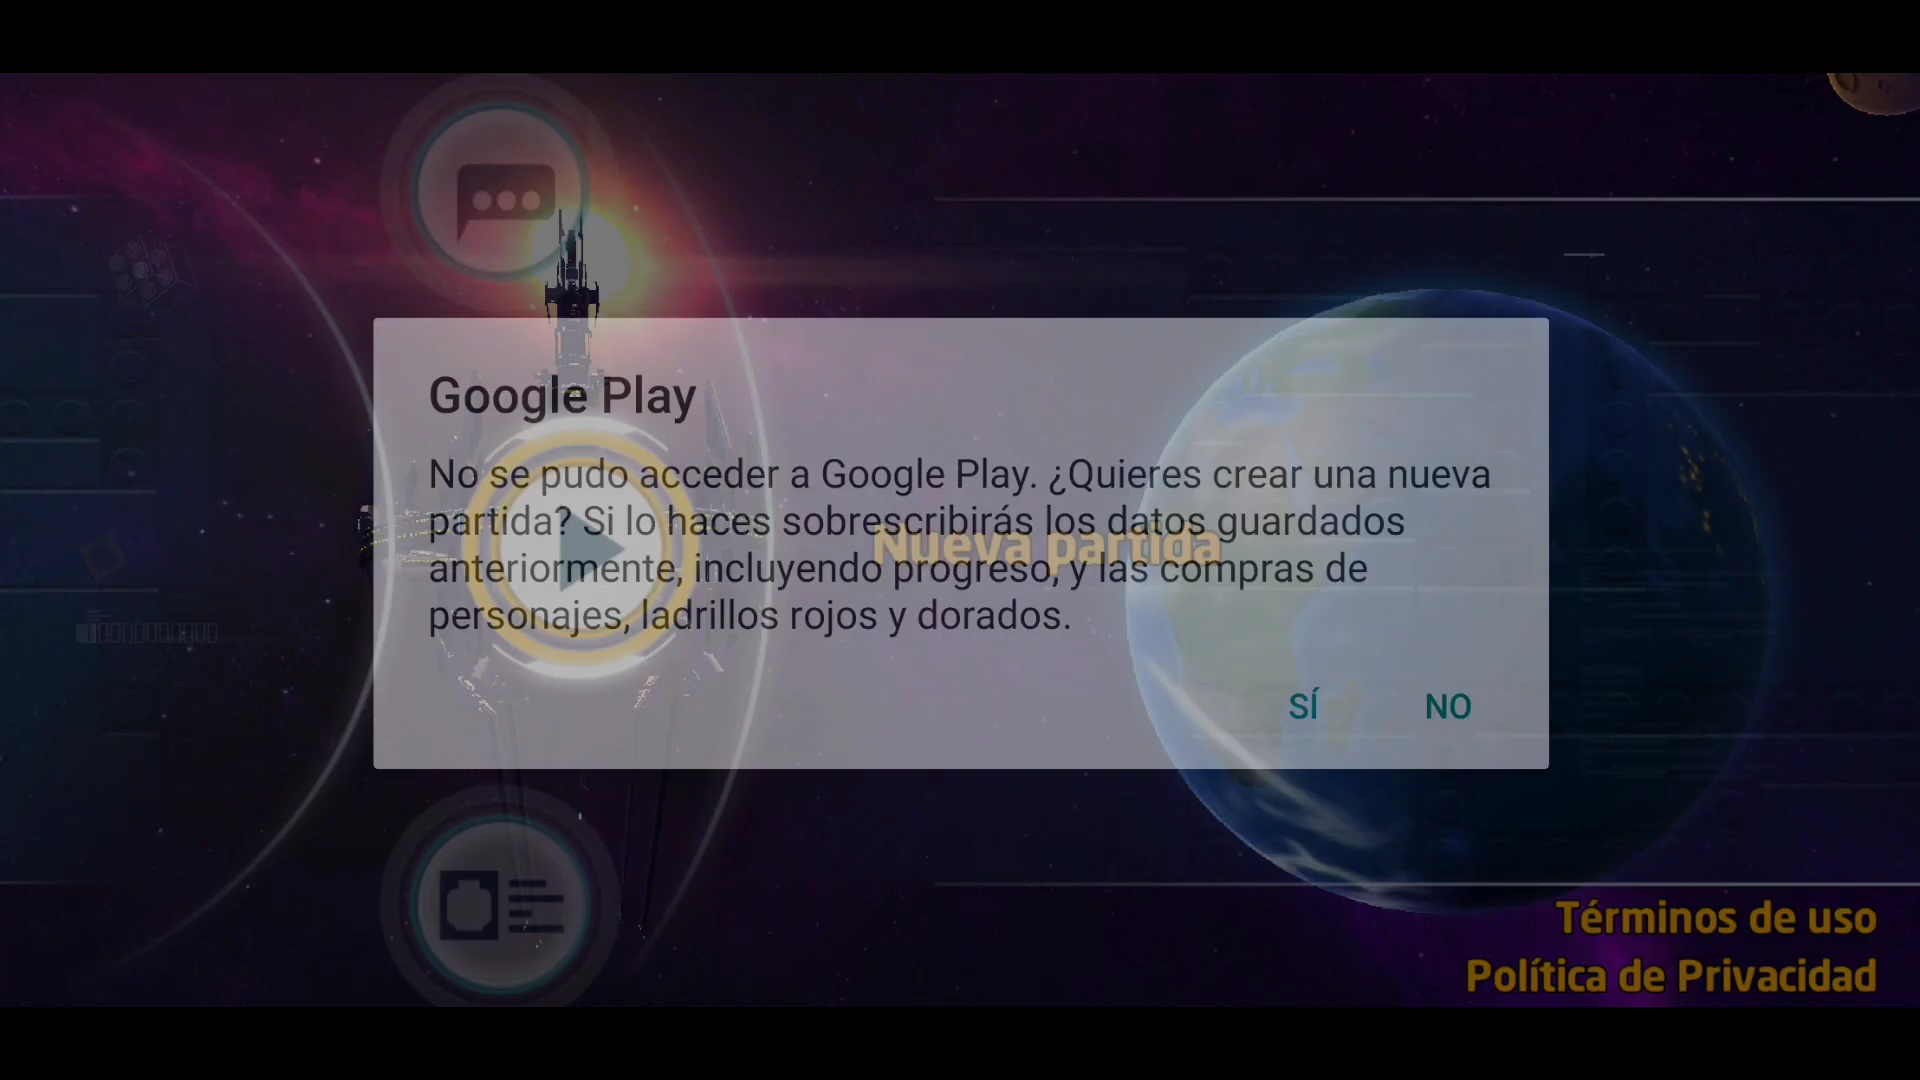 Google Play
No se pudo acceder a Google Play. ¿Quieres crear una nueva
partida? Si lo haces sobrescribirás los datos guardados
anteriormente, incluyendo progreso, y las compras de
personajes, ladrillos rojos y dorados.
Nueva partida
SÍ NO
Términos de uso
Política de Privacidad